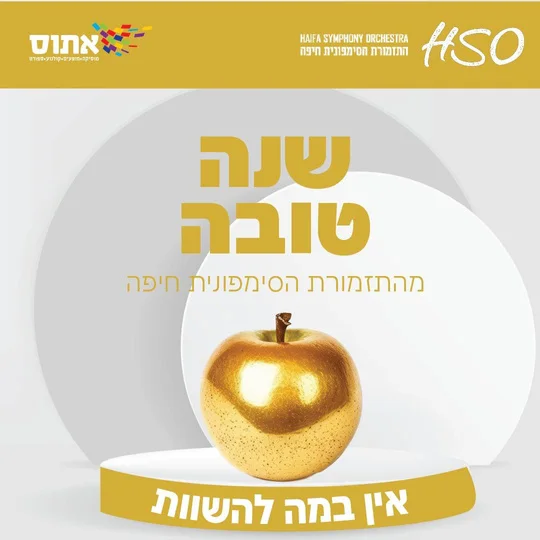 אתוס
HAIFA SYMPHONY ORCHESTRA
התזמורת הסימפונית חיפה
HSO
שנה
טובה
מהתזמורת הסימפונית חיפה
אין במה להשוות